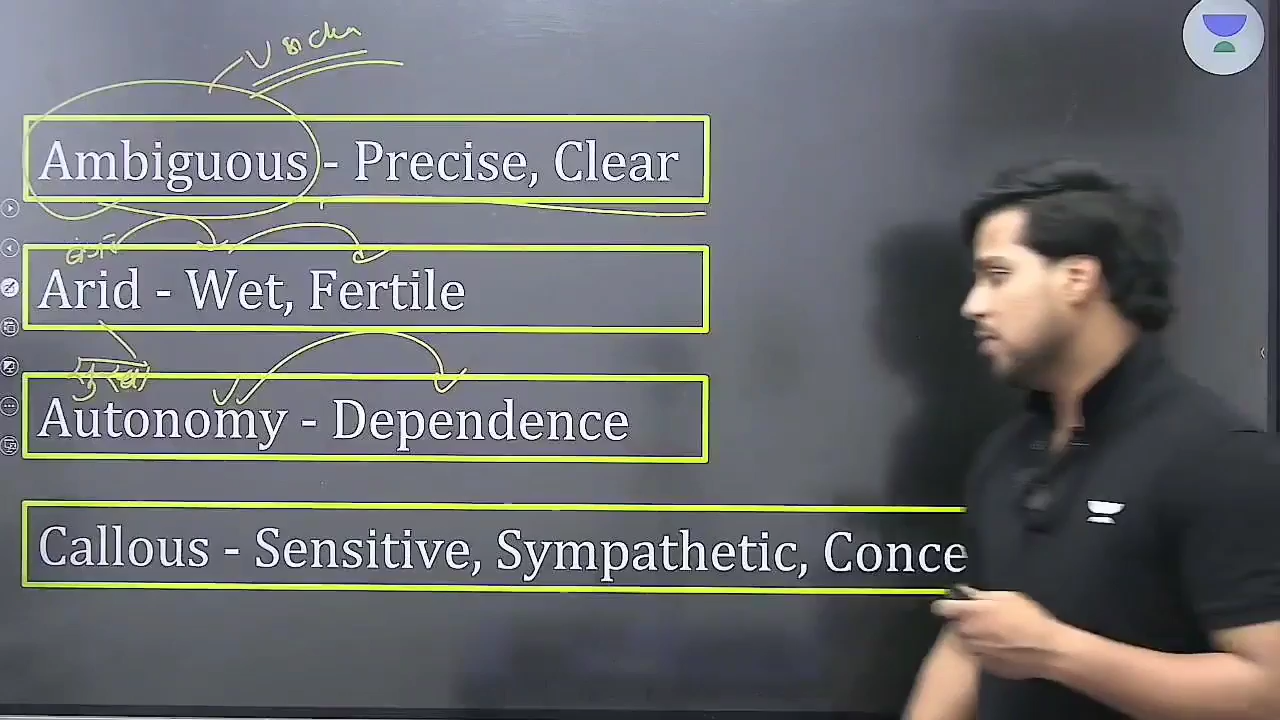 Ambiguous - Precise, Clear
Arid - Wet, Fertile
Autonomy - Dependence
Callous - Sensitive, Sympathetic, Conce